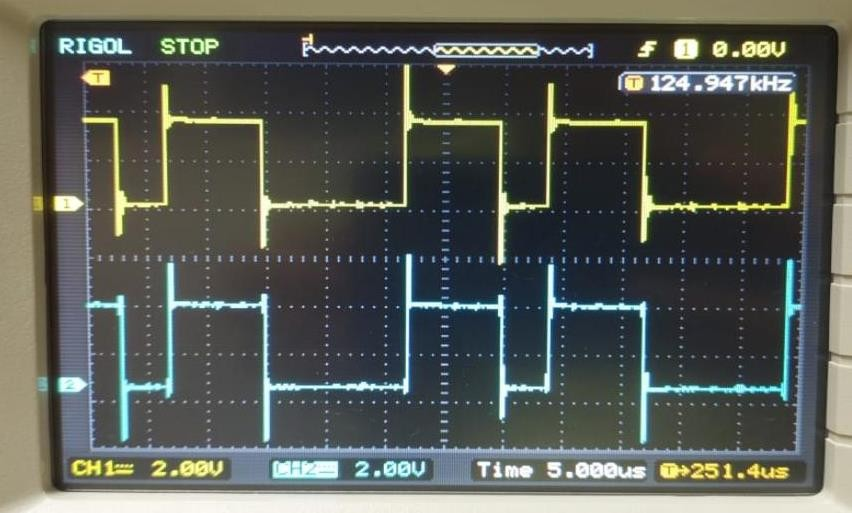 RIGOL STOP T 1 0.00V
T 124.947kHz
T
1
2
CH1 2.00V CH2 2.00V Time 5.000us T→251.4us